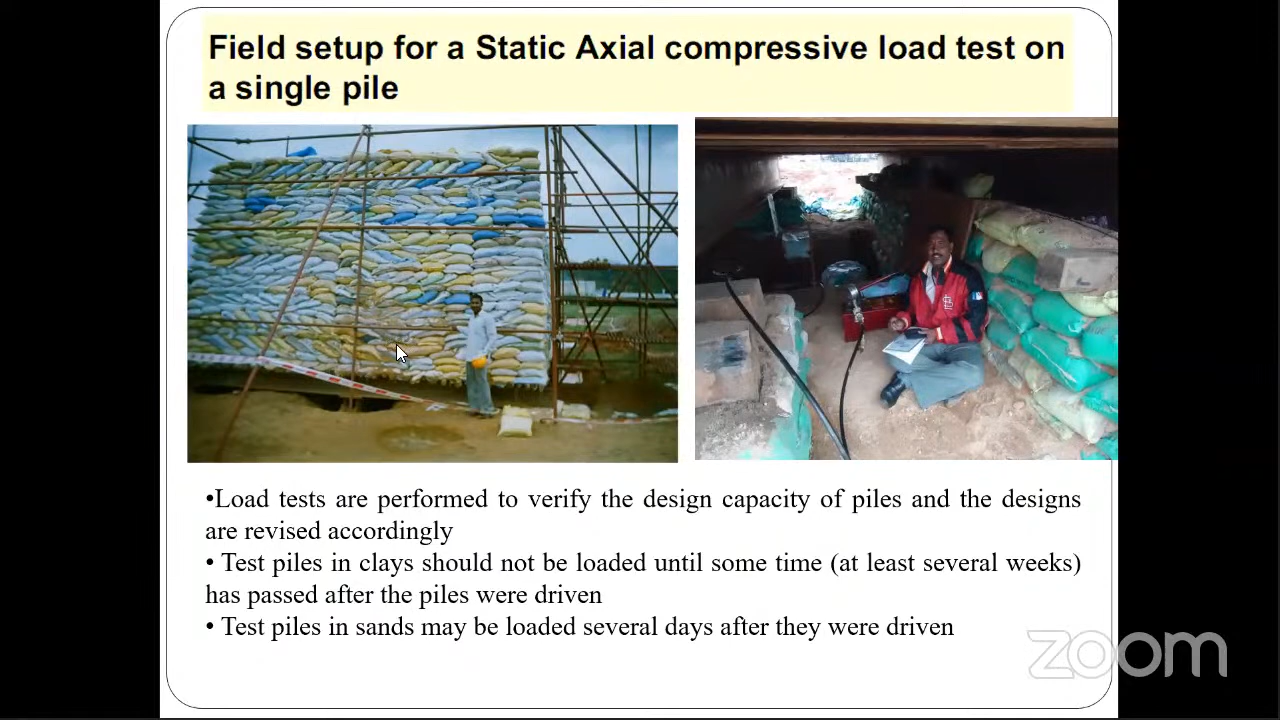 Field setup for a Static Axial compressive load test on
a single pile
•Load tests are performed to verify the design capacity of piles and the designs
are revised accordingly
• Test piles in clays should not be loaded until some time (at least several weeks)
has passed after the piles were driven
• Test piles in sands may be loaded several days after they were driven
zoom